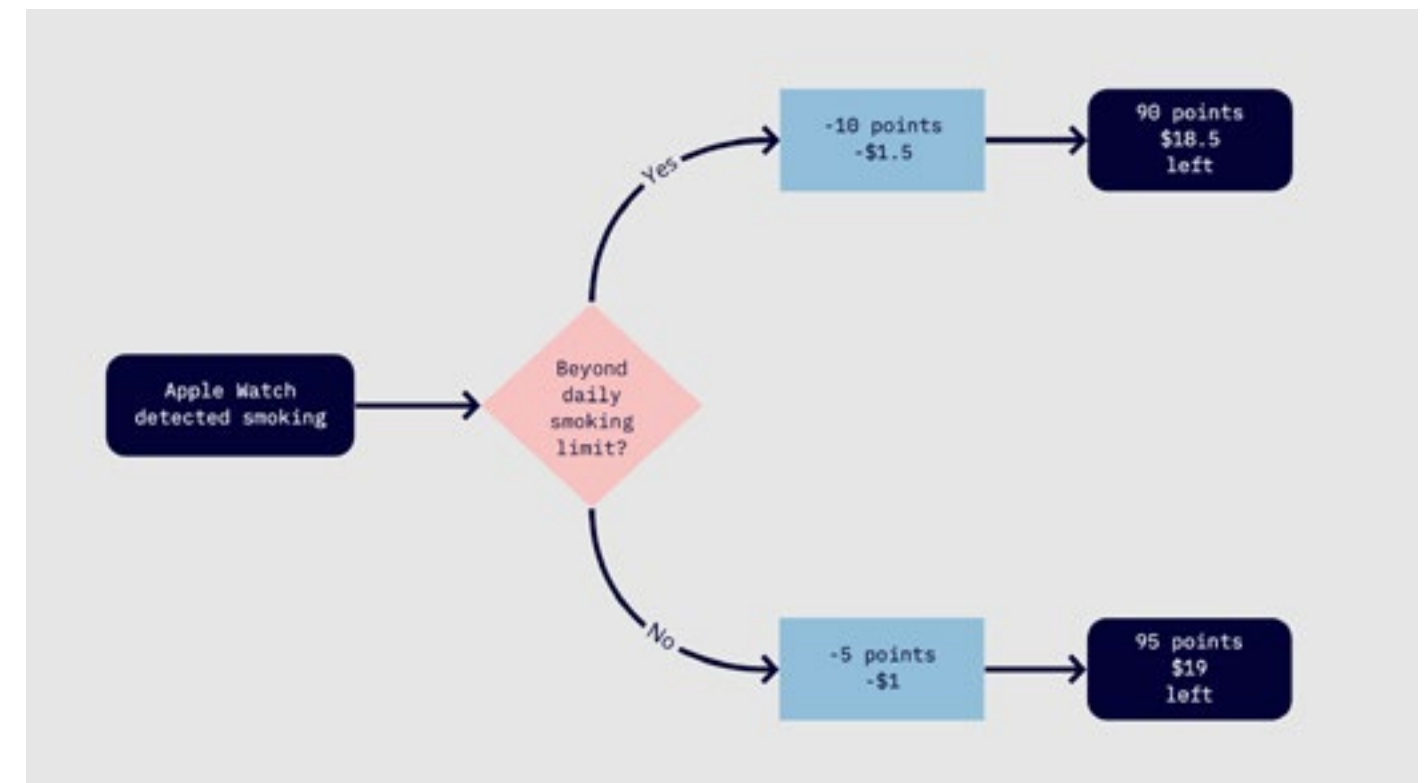 Apple Watch
detected smoking
Beyond
daily
smoking
limit?
Yes
-10 points
-$1.5
90 points
$18.5
left
No
-5 points
-$1
95 points
$19
left